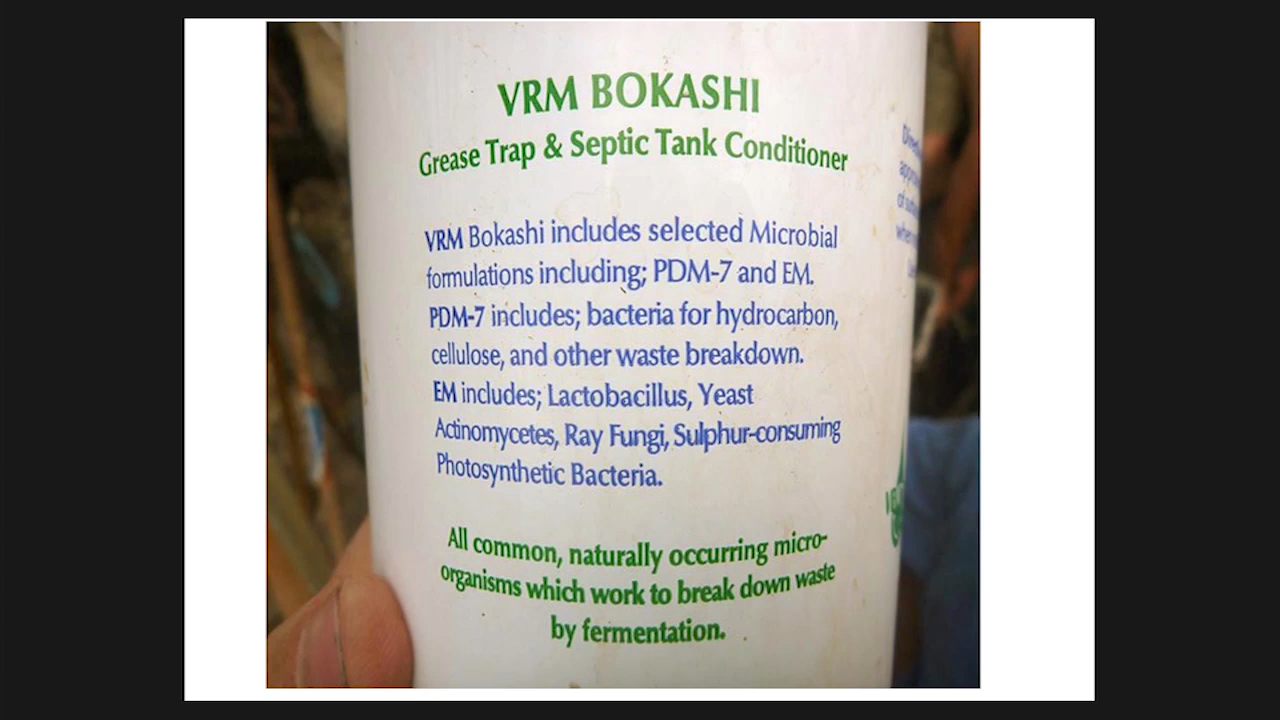 VRM BOKASHI
Grease Trap & Septic Tank Conditioner
VRM Bokashi includes selected Microbial
formulations including; PDM-7 and EM.
PDM-7 includes; bacteria for hydrocarbon,
cellulose, and other waste breakdown.
EM includes; Lactobacillus, Yeast
Actinomycetes, Ray Fungi, Sulphur-consuming
Photosynthetic Bacteria.
All common, naturally occurring micro-
organisms which work to break down waste
by fermentation.